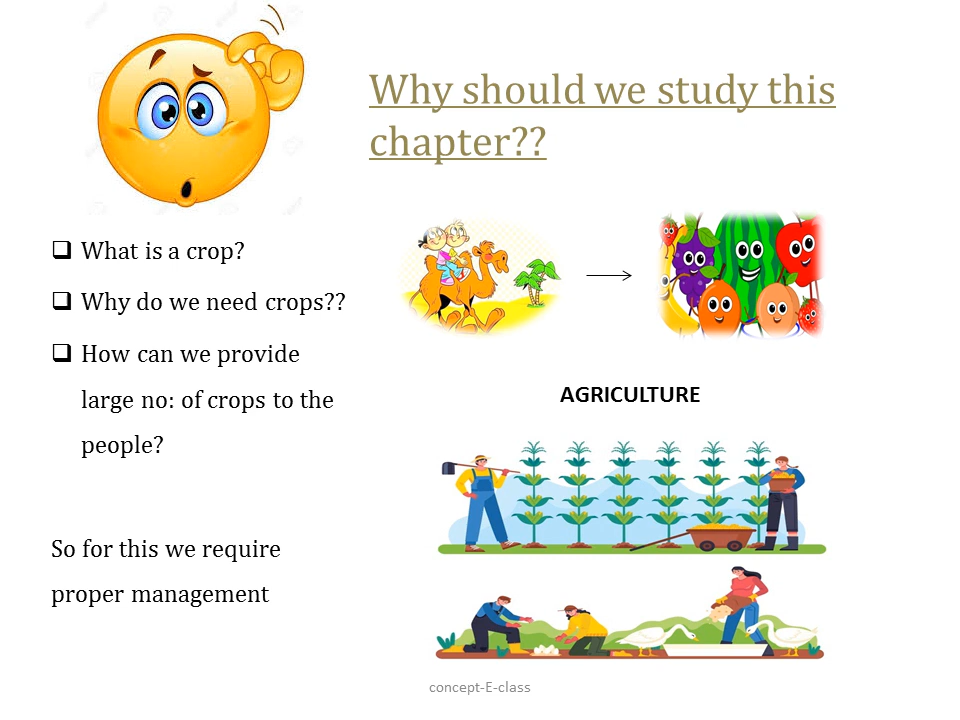 Why should we study this
chapter??
What is a crop?
Why do we need crops??
How can we provide
large no: of crops to the
people?
So for this we require
proper management
AGRICULTURE
concept-E-class